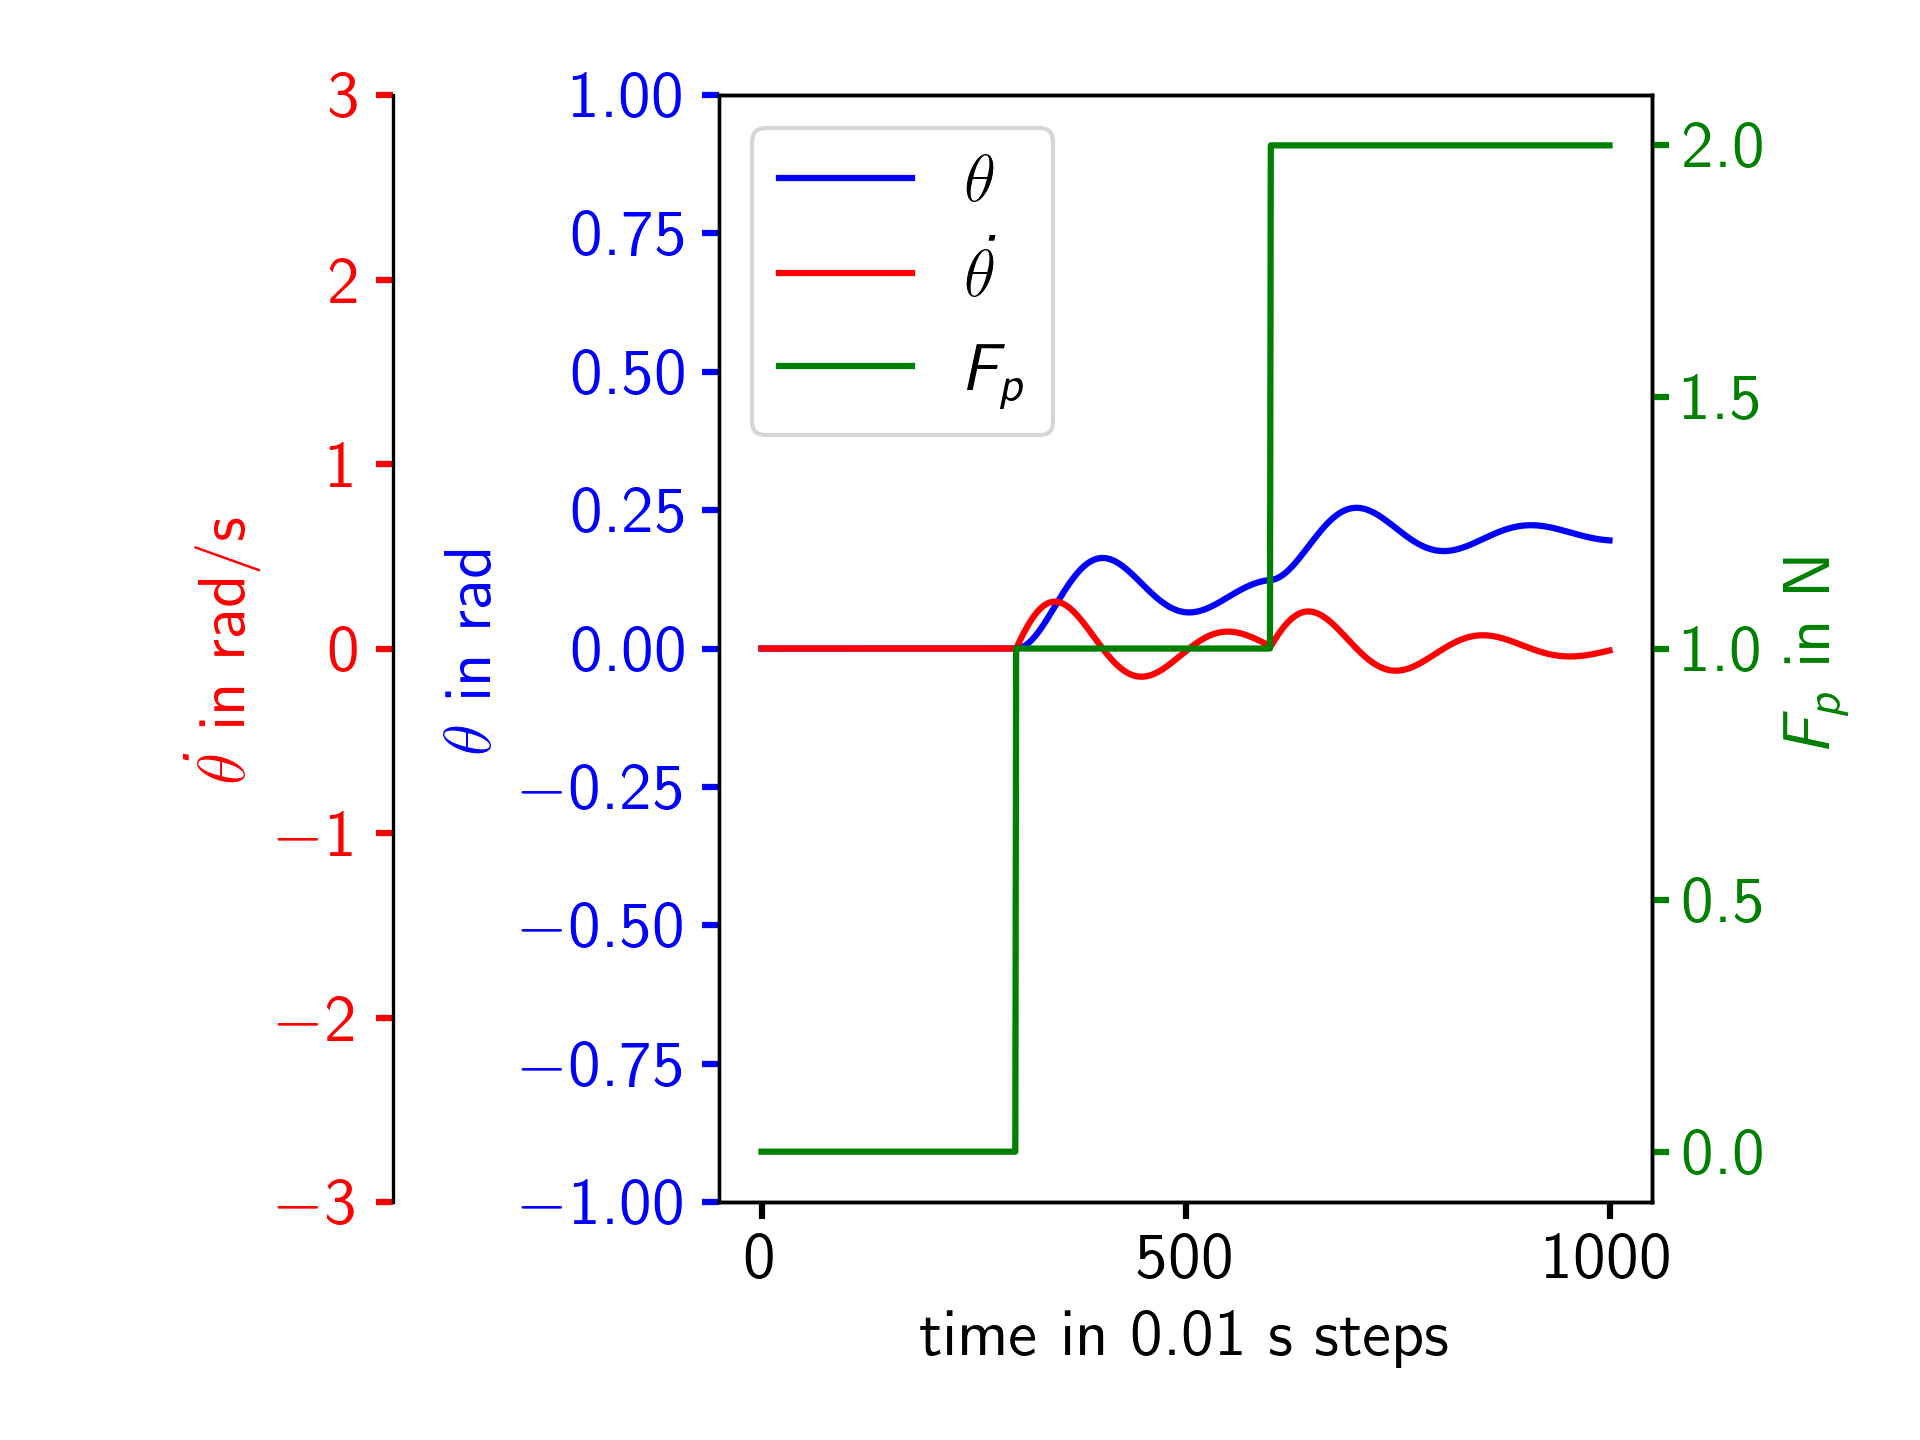 3
2
1
0
−1
−2
−3
θ̇ in rad/s
1.00
0.75
0.50
0.25
0.00
−0.25
−0.50
−0.75
−1.00
θ in rad
θ
θ̇
F_p
2.0
1.5
1.0
0.5
0.0
F_p in N
0 500 1000
time in 0.01 s steps